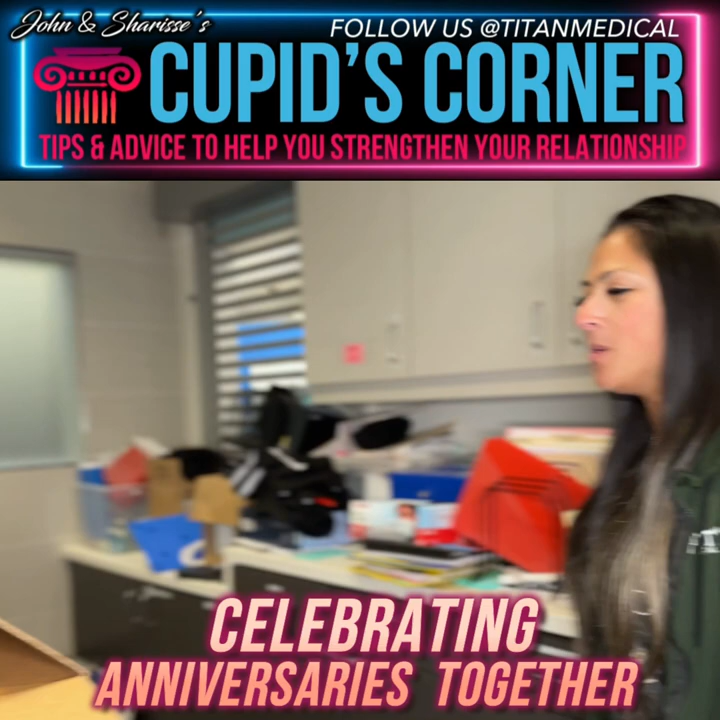 John & Sharisse's
FOLLOW US @TITANMEDICAL
CUPID'S CORNER
TIPS & ADVICE TO HELP YOU STRENGTHEN YOUR RELATIONSHIP
CELEBRATING
ANNIVERSARIES TOGETHER